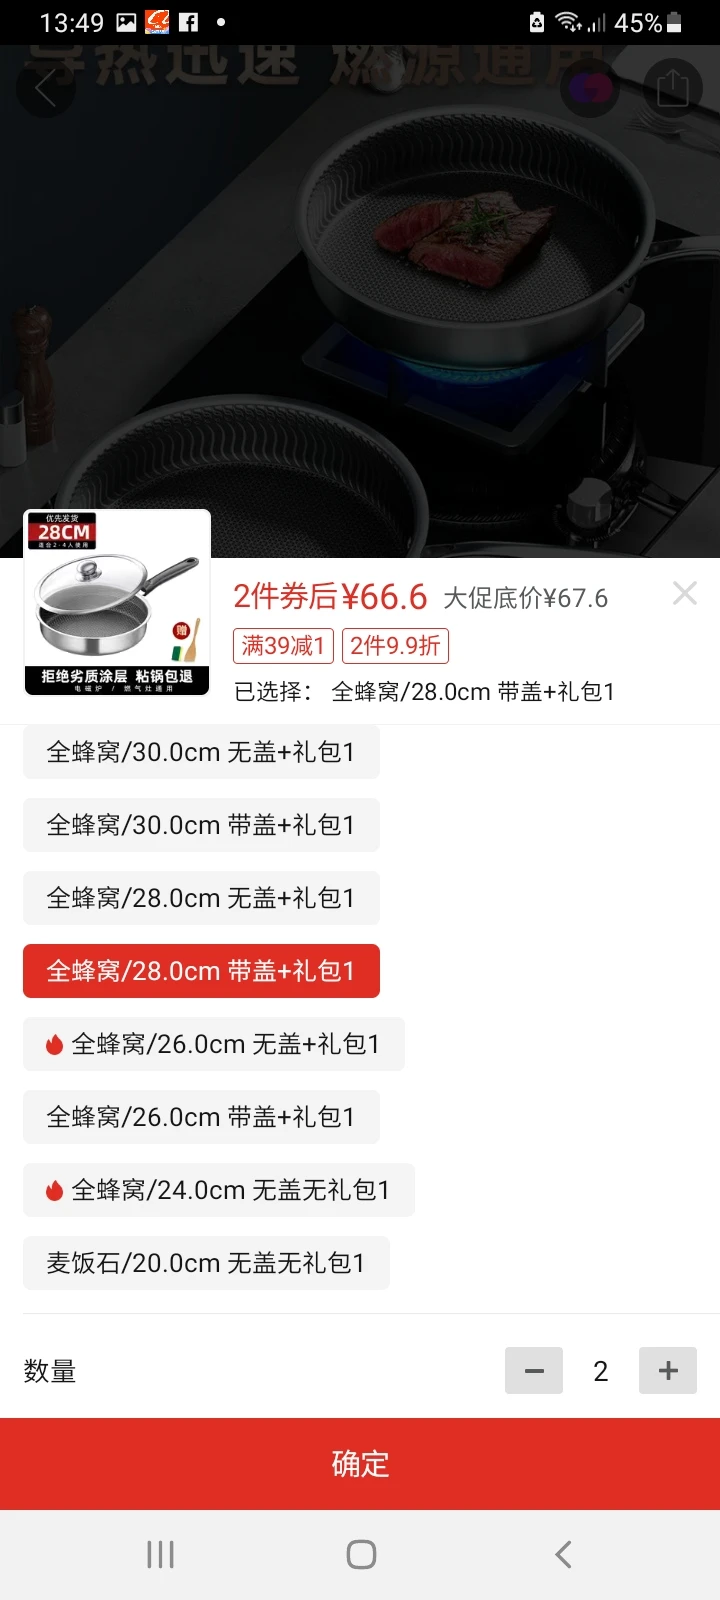 13:49
45%
导热迅速 燃源通用
优先发货
28CM
适合2-4人使用
赠
拒绝劣质涂层 粘锅包退
电磁炉 / 燃气灶通用
2件券后¥66.6 大促底价¥67.6
满39减1 2件9.9折
已选择： 全蜂窝/28.0cm 带盖+礼包1
全蜂窝/30.0cm 无盖+礼包1
全蜂窝/30.0cm 带盖+礼包1
全蜂窝/28.0cm 无盖+礼包1
全蜂窝/28.0cm 带盖+礼包1
全蜂窝/26.0cm 无盖+礼包1
全蜂窝/26.0cm 带盖+礼包1
全蜂窝/24.0cm 无盖无礼包1
麦饭石/20.0cm 无盖无礼包1
数量
2
确定